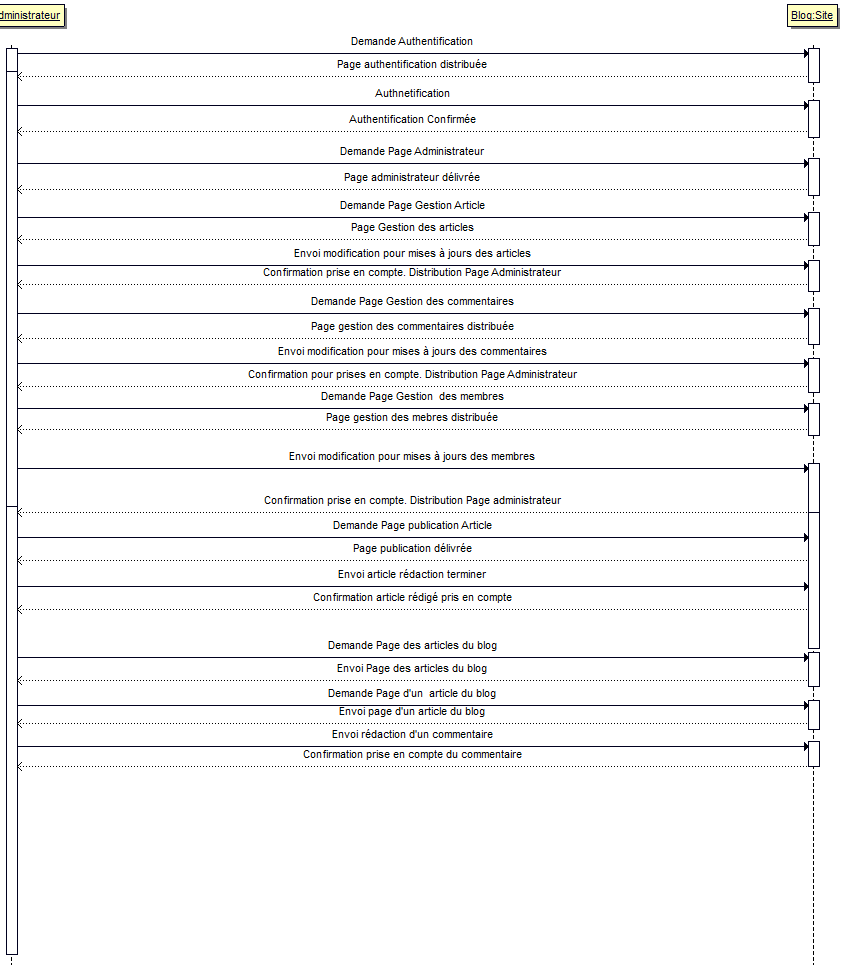 dministrateur
Blog:Site
Demande Authentification
Page authentification distribuée
Authnetification
Authentification Confirmée
Demande Page Administrateur
Page administrateur délivrée
Demande Page Gestion Article
Page Gestion des articles
Envoi modification pour mises à jours des articles
Confirmation prise en compte. Distribution Page Administrateur
Demande Page Gestion des commentaires
Page gestion des commentaires distribuée
Envoi modification pour mises à jours des commentaires
Confirmation pour prises en compte. Distribution Page Administrateur
Demande Page Gestion  des membres
Page gestion des mebres distribuée
Envoi modification pour mises à jours des membres
Confirmation prise en compte. Distribution Page administrateur
Demande Page publication Article
Page publication délivrée
Envoi article rédaction terminer
Confirmation article rédigé pris en compte
Demande Page des articles du blog
Envoi Page des articles du blog
Demande Page d'un  article du blog
Envoi page d'un article du blog
Envoi rédaction d'un commentaire
Confirmation prise en compte du commentaire